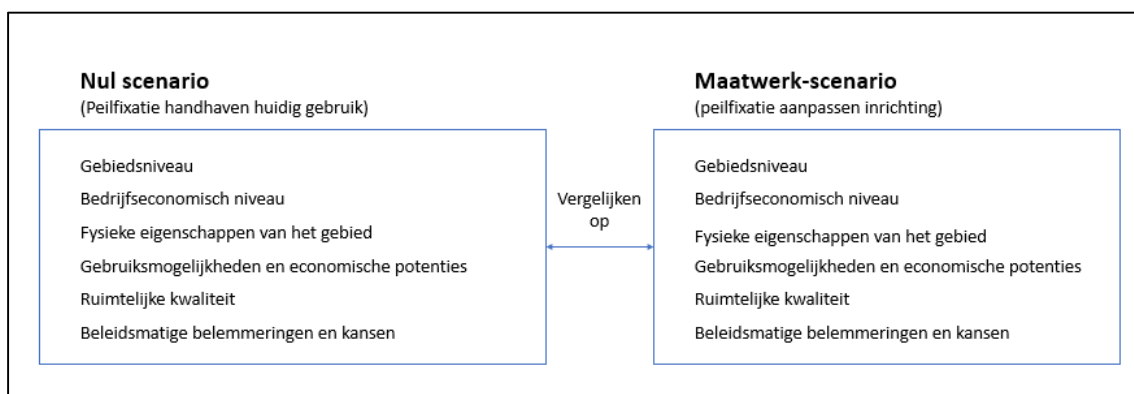 Nul scenario
(Peilfixatie handhaven huidig gebruik)
Gebiedsniveau
Bedrijfseconomisch niveau
Fysieke eigenschappen van het gebied
Gebruiksmogelijkheden en economische potenties
Ruimtelijke kwaliteit
Beleidsmatige belemmeringen en kansen
Vergelijken
op
Maatwerk-scenario
(peilfixatie aanpassen inrichting)
Gebiedsniveau
Bedrijfseconomisch niveau
Fysieke eigenschappen van het gebied
Gebruiksmogelijkheden en economische potenties
Ruimtelijke kwaliteit
Beleidsmatige belemmeringen en kansen